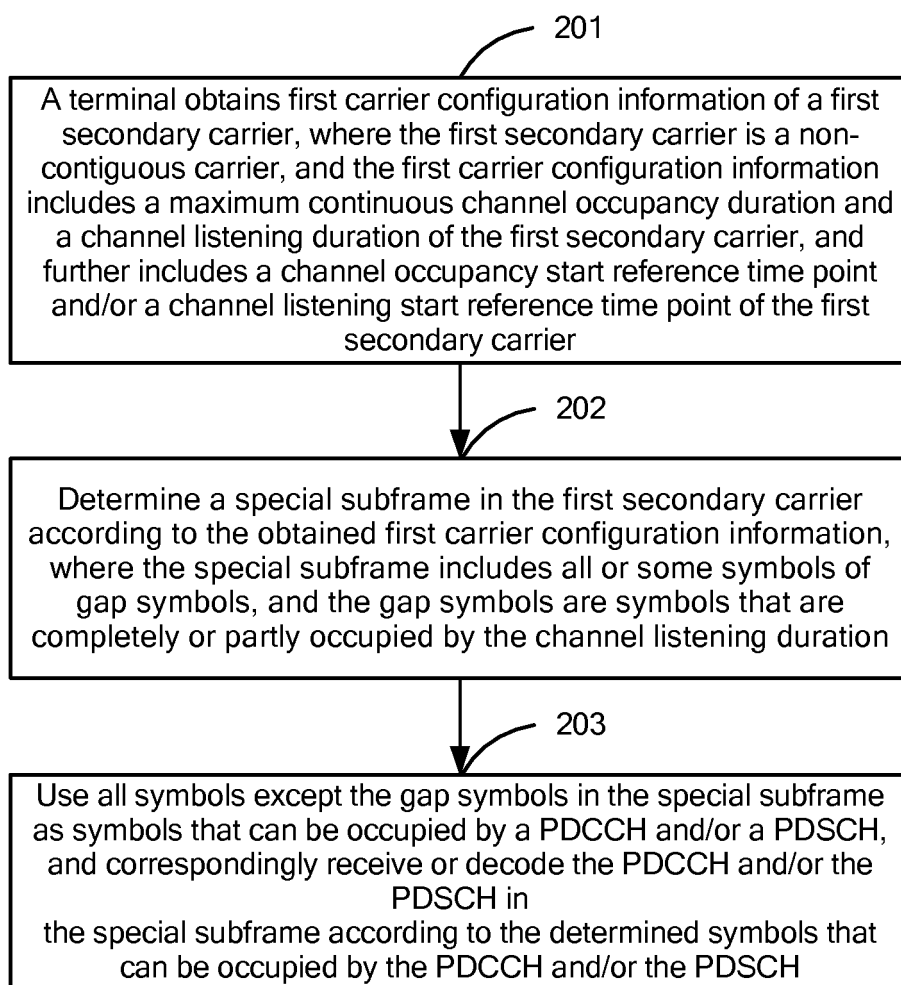 201
A terminal obtains first carrier configuration information of a first
secondary carrier, where the first secondary carrier is a non-
contiguous carrier, and the first carrier configuration information
includes a maximum continuous channel occupancy duration and
a channel listening duration of the first secondary carrier, and
further includes a channel occupancy start reference time point
and/or a channel listening start reference time point of the first
secondary carrier
202
Determine a special subframe in the first secondary carrier
according to the obtained first carrier configuration information,
where the special subframe includes all or some symbols of
gap symbols, and the gap symbols are symbols that are
completely or partly occupied by the channel listening duration
203
Use all symbols except the gap symbols in the special subframe
as symbols that can be occupied by a PDCCH and/or a PDSCH,
and correspondingly receive or decode the PDCCH and/or the
PDSCH in
the special subframe according to the determined symbols that
can be occupied by the PDCCH and/or the PDSCH